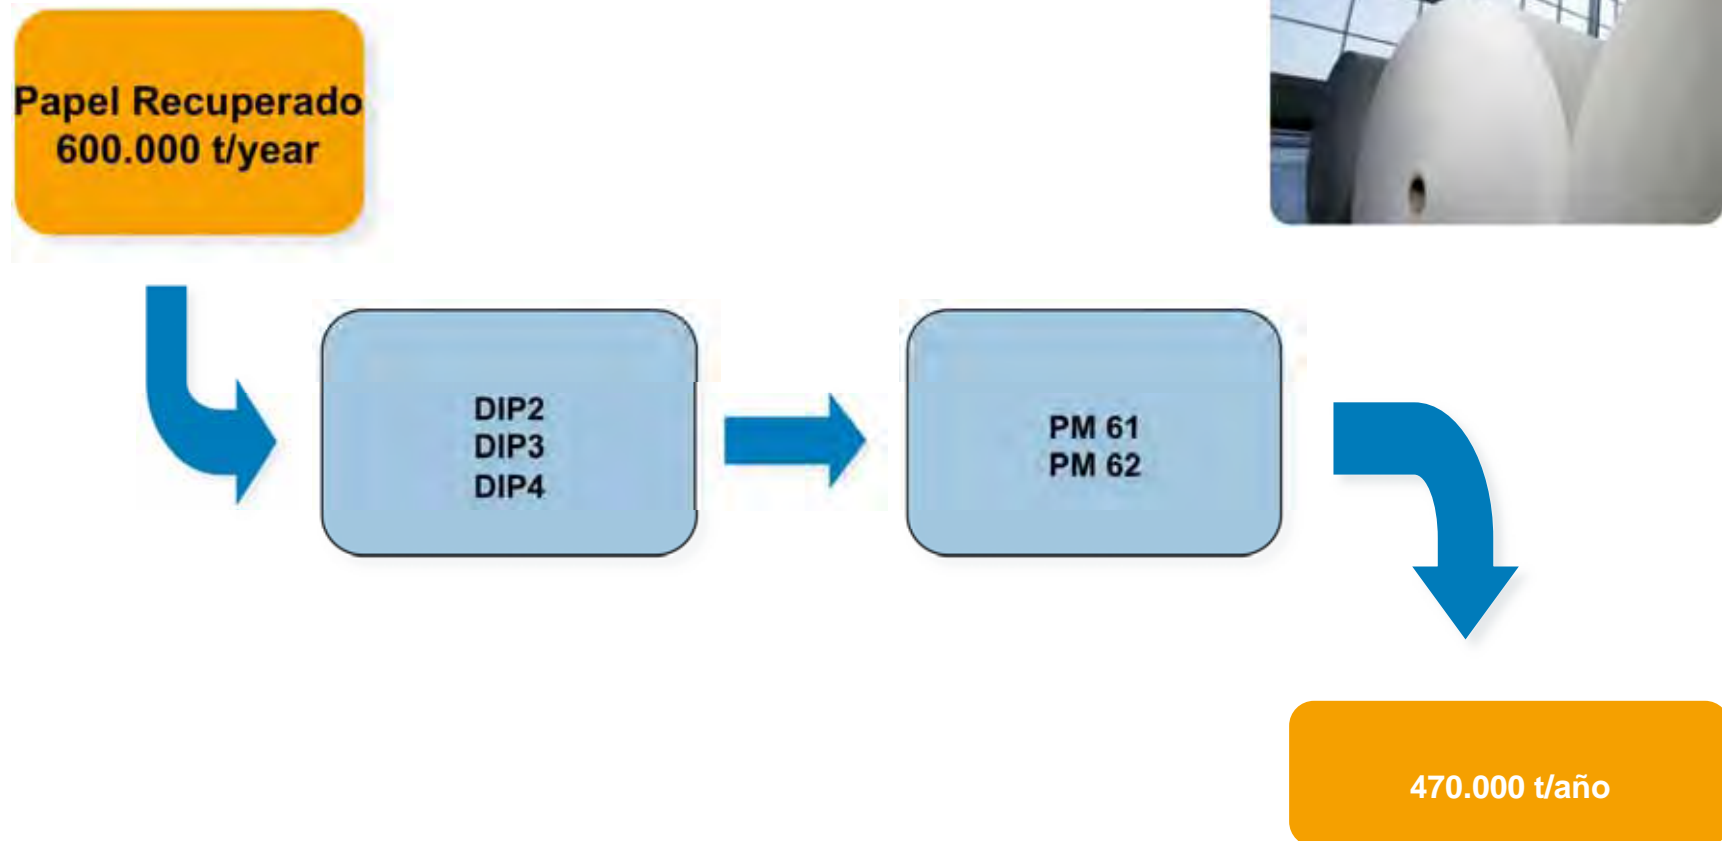 Papel Recuperado
600.000 t/year
DIP2
DIP3
DIP4
PM 61
PM 62
470.000 t/año